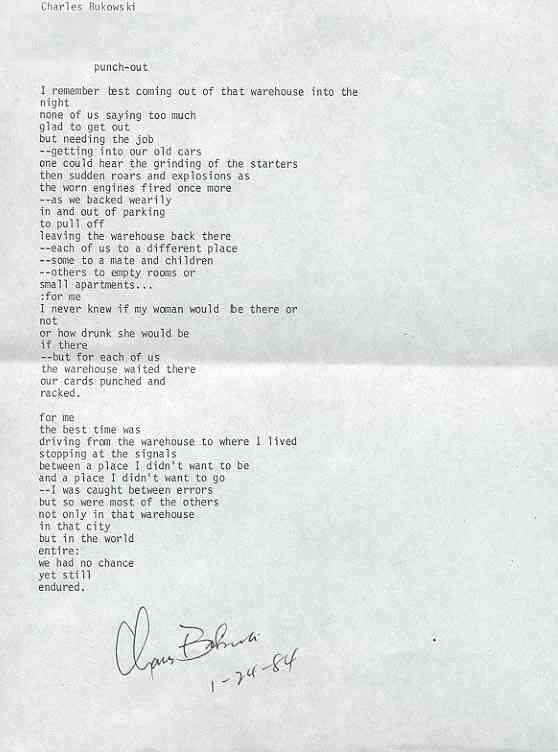 Charles Bukowski
punch-out
I remember best coming out of that warehouse into the
night
none of us saying too much
glad to get out
but needing the job
--getting into our old cars
one could hear the grinding of the starters
then sudden roars and explosions as
the worn engines fired once more
--as we backed wearily
in and out of parking
to pull off
leaving the warehouse back there
--each of us to a different place
--some to a mate and children
--others to empty rooms or
small apartments...
:for me
I never knew if my woman would be there or
not
or how drunk she would be
if there
--but for each of us
the warehouse waited there
our cards punched and
racked.
for me
the best time was
driving from the warehouse to where I lived
stopping at the signals
between a place I didn't want to be
and a place I didn't want to go
--I was caught between errors
but so were most of the others
not only in that warehouse
in that city
but in the world
entire:
we had no chance
yet still
endured.
Charles Bukowski
1-24-84